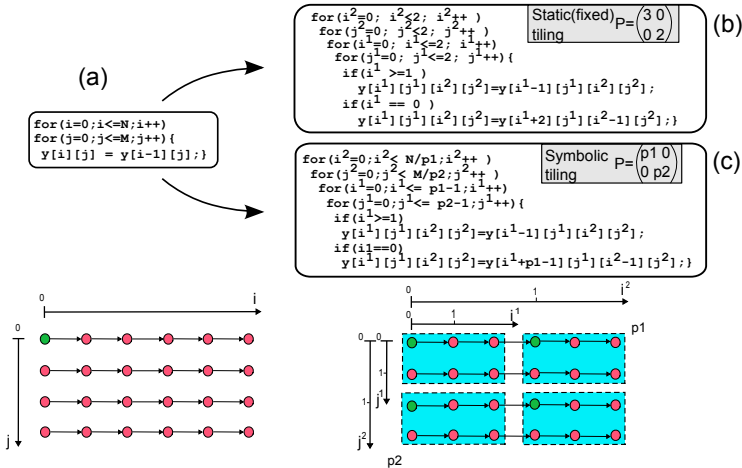 (a)
for(i=0;i<=N;i++)
for(j=0;j<=M;j++){
y[i][j] = y[i-1][j];}
for(i²=0; i²<2; i²++ )
for(j²=0; j²<2; j²++ )
for(i¹=0; i¹<=2; i¹++)
for(j¹=0; j¹<=2; j¹++){
if(i¹ >=1 )
y[i¹][j¹][i²][j²]=y[i¹-1][j¹][i²][j²];
if(i¹ == 0 )
y[i¹][j¹][i²][j²]=y[i¹+2][j¹][i²-1][j²];}
Static(fixed)
tiling
P=(3 0
0 2)
(b)
for(i²=0;i²< N/p1;i²++ )
for(j²=0;j²< M/p2;j²++ )
for(i¹=0;i¹<= p1-1;i¹++)
for(j¹=0;j¹<= p2-1;j¹++){
if(i¹>=1)
y[i¹][j¹][i²][j²]=y[i¹-1][j¹][i²][j²];
if(i1==0)
y[i¹][j¹][i²][j²]=y[i¹+p1-1][j¹][i²-1][j²];}
Symbolic
tiling
P=(p1 0
0 p2)
(c)
0
i
0
j
0 1 i²
0 1 i¹
p1
0 0
1
j¹
1
j²
p2